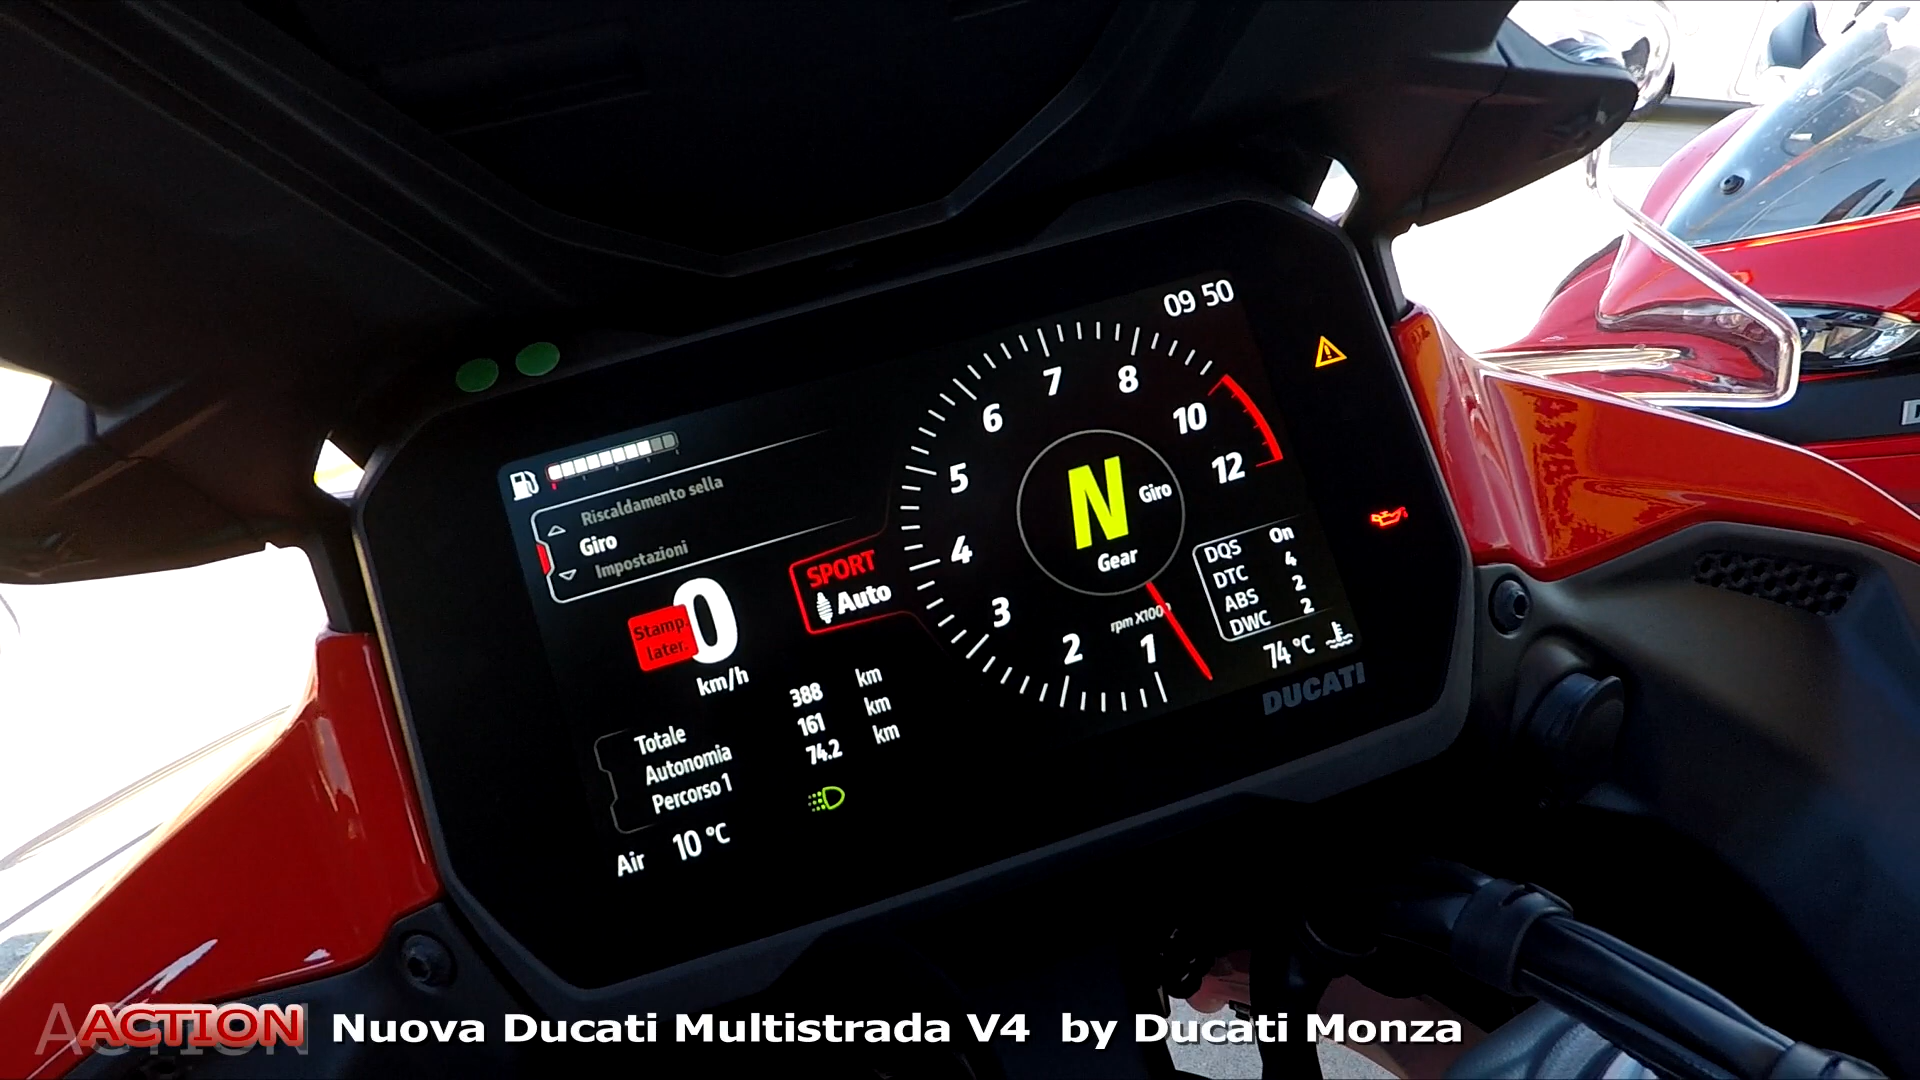 09 50
Riscaldamento sella
Giro
Impostazioni
SPORT
Auto
Stamp.
later.
0
km/h
Totale 388 km
Autonomia 161 km
Percorso 1 74.2 km
Air 10 °C
1
2
3
4
5
6
7
8
10
12
N
Giro
Gear
rpm X1000
DQS On
DTC 4
ABS 2
DWC 2
74 °C
DUCATI
ACTION
Nuova Ducati Multistrada V4 by Ducati Monza